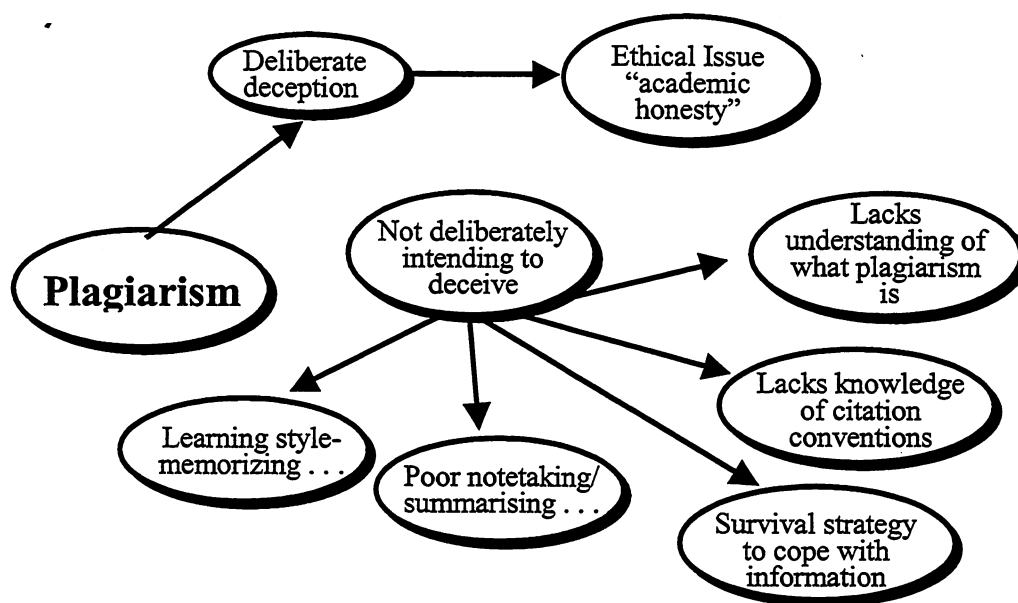 Deliberate
deception
Ethical Issue
“academic
honesty”
Plagiarism
Not deliberately
intending to
deceive
Lacks
understanding of
what plagiarism
is
Lacks knowledge
of citation
conventions
Learning style-
memorizing . . .
Poor notetaking/
summarising . . .
Survival strategy
to cope with
information